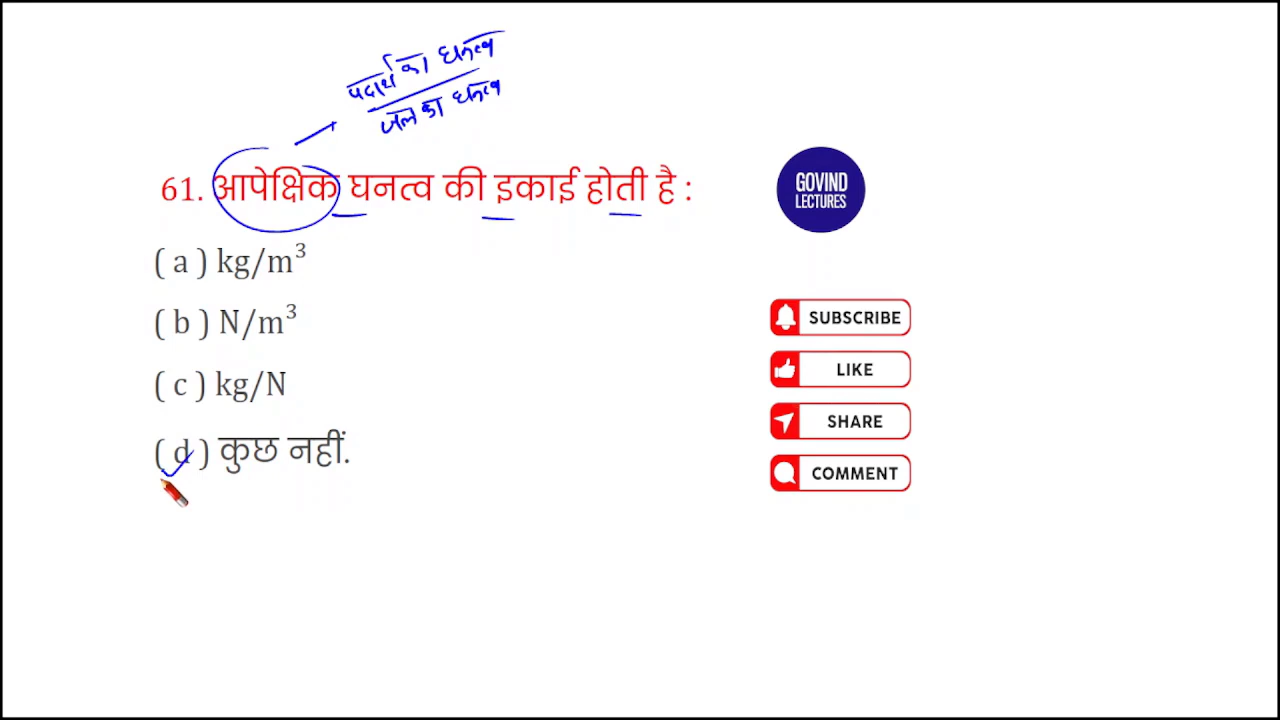 पदार्थ का घनत्व
जल का घनत्व
61. आपेक्षिक घनत्व की इकाई होती है :
( a ) kg/m³
( b ) N/m³
( c ) kg/N
( d ) कुछ नहीं.
GOVIND
LECTURES
SUBSCRIBE
LIKE
SHARE
COMMENT